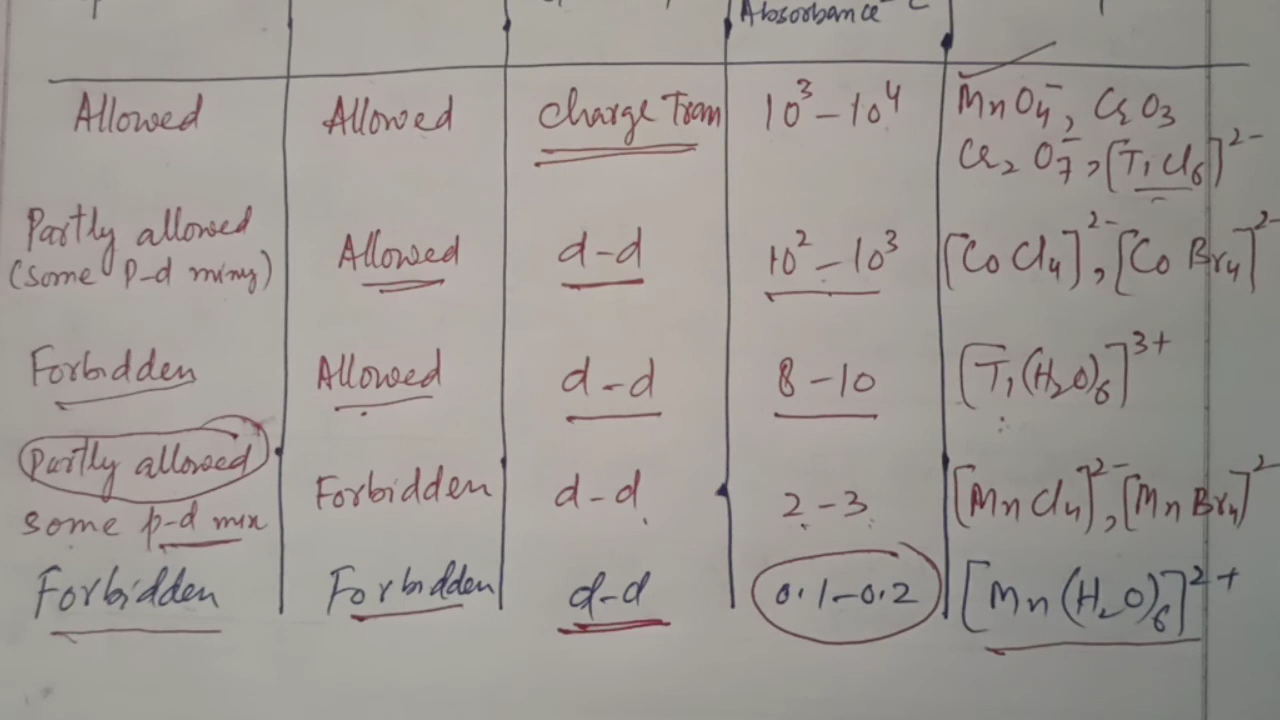 Absorbance
Allowed Allowed Charge Tran 10³ – 10⁴ MnO₄⁻, CrO₃
Cr₂O₇⁻, [TiCl₆]²⁻
Partly allowed
(some p-d miny) Allowed d-d 10² – 10³ [CoCl₄]²⁻, [CoBr₄]²⁻
Forbidden Allowed d-d 8 – 10 [Ti(H₂O)₆]³⁺
Partly allowed
some p-d mix Forbidden d-d 2 – 3 [MnCl₄]²⁻, [MnBr₄]²⁻
Forbidden Forbidden d-d 0.1–0.2 [Mn(H₂O)₆]²⁺